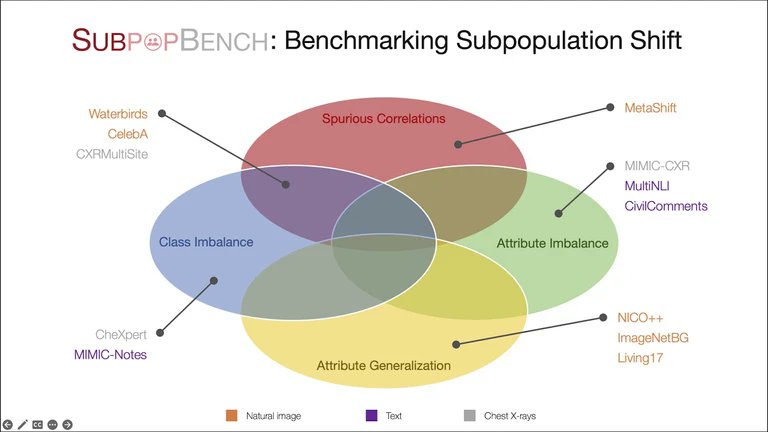 SUBPOPBENCH: Benchmarking Subpopulation Shift
Waterbirds
CelebA
CXRMultiSite
Spurious Correlations
MetaShift
MIMIC-CXR
MultiNLI
CivilComments
Class Imbalance
Attribute Imbalance
CheXpert
MIMIC-Notes
Attribute Generalization
NICO++
ImageNetBG
Living17
Natural image
Text
Chest X-rays
CC